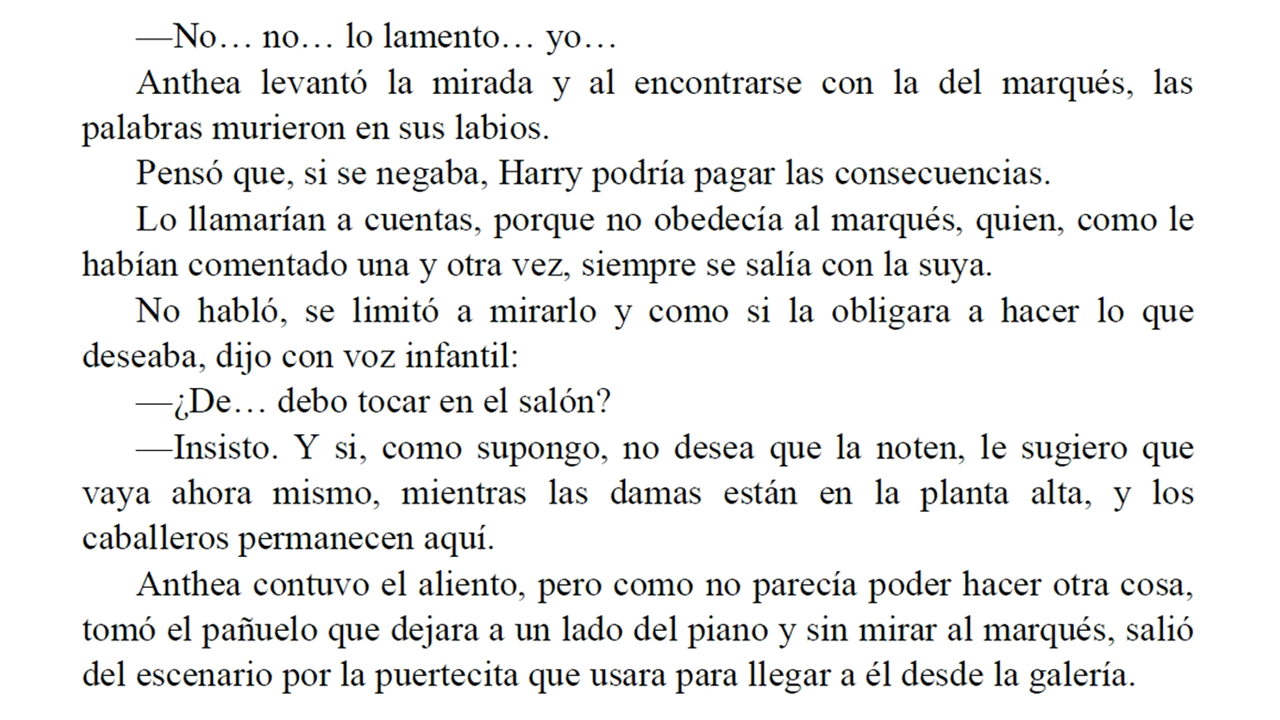 —No… no… lo lamento… yo…
Anthea levantó la mirada y al encontrarse con la del marqués, las
palabras murieron en sus labios.
Pensó que, si se negaba, Harry podría pagar las consecuencias.
Lo llamarían a cuentas, porque no obedecía al marqués, quien, como le
habían comentado una y otra vez, siempre se salía con la suya.
No habló, se limitó a mirarlo y como si la obligara a hacer lo que
deseaba, dijo con voz infantil:
—¿De… debo tocar en el salón?
—Insisto. Y si, como supongo, no desea que la noten, le sugiero que
vaya ahora mismo, mientras las damas están en la planta alta, y los
caballeros permanecen aquí.
Anthea contuvo el aliento, pero como no parecía poder hacer otra cosa,
tomó el pañuelo que dejara a un lado del piano y sin mirar al marqués, salió
del escenario por la puertecita que usara para llegar a él desde la galería.